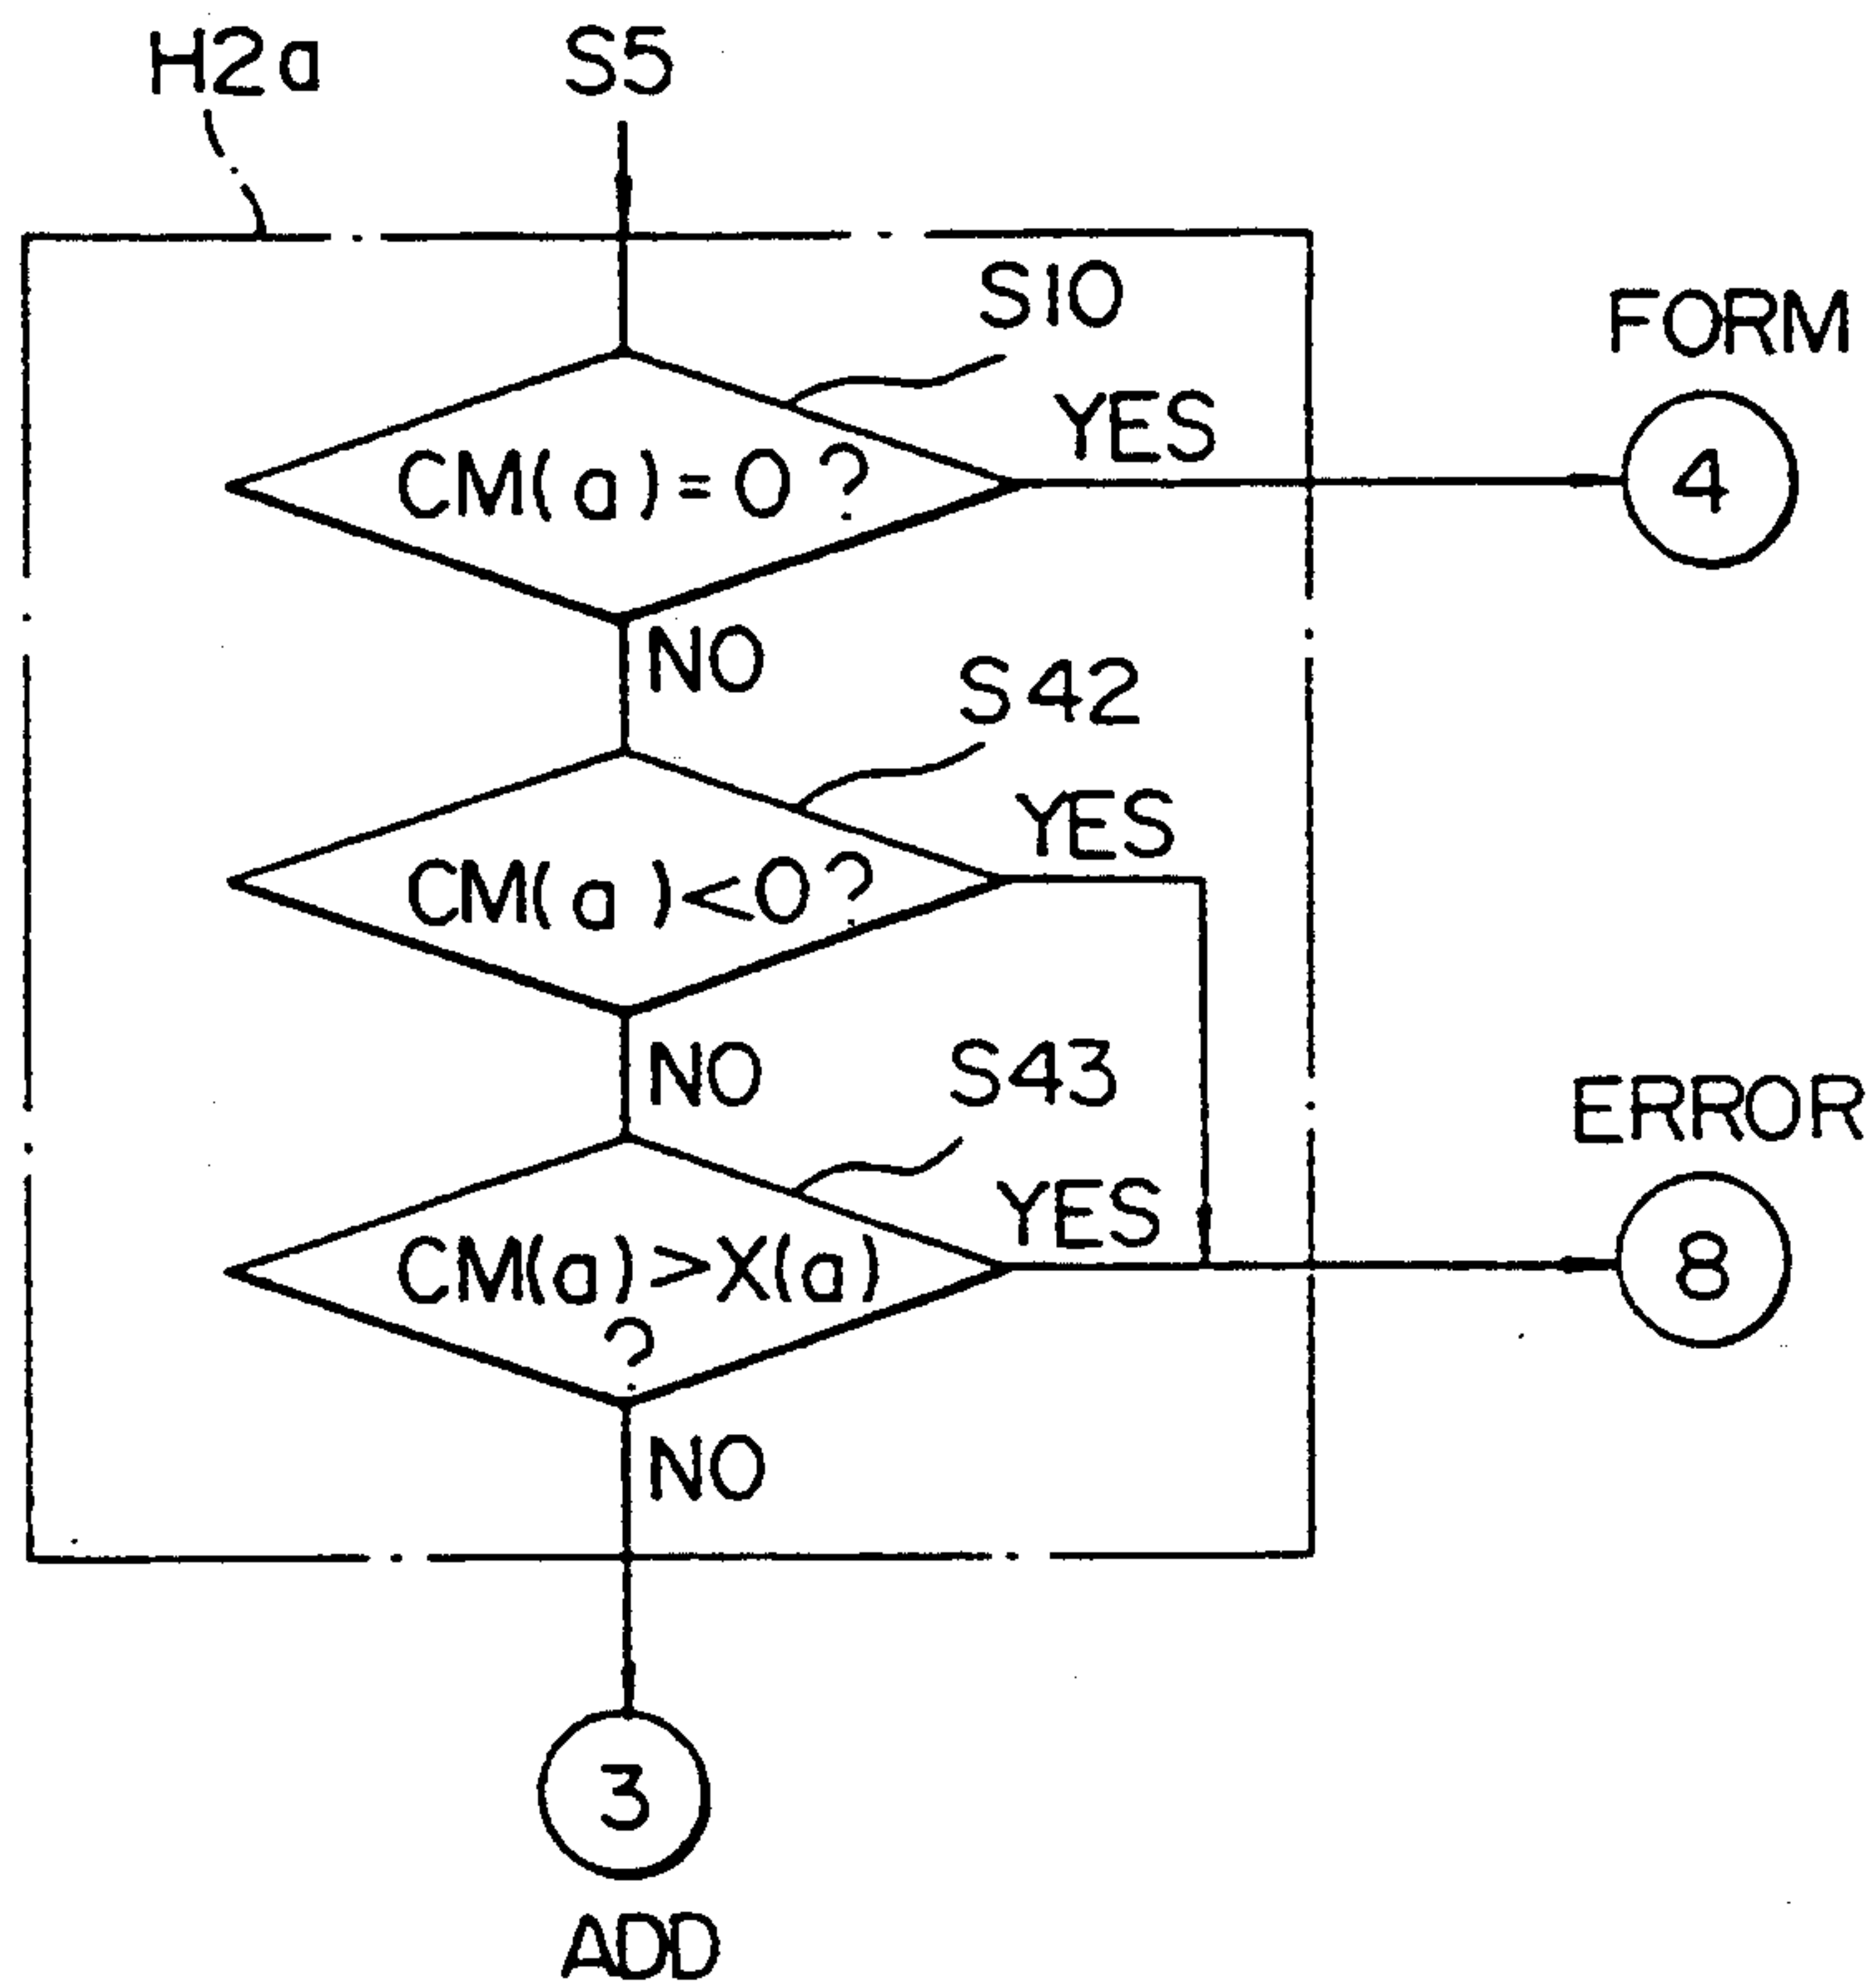 H2a
S5
S10
FORM
YES
CM(a)=0?
4
NO
S42
YES
CM(a)<0?
NO
S43
ERROR
YES
CM(a)>X(a)
?
8
NO
3
ADD